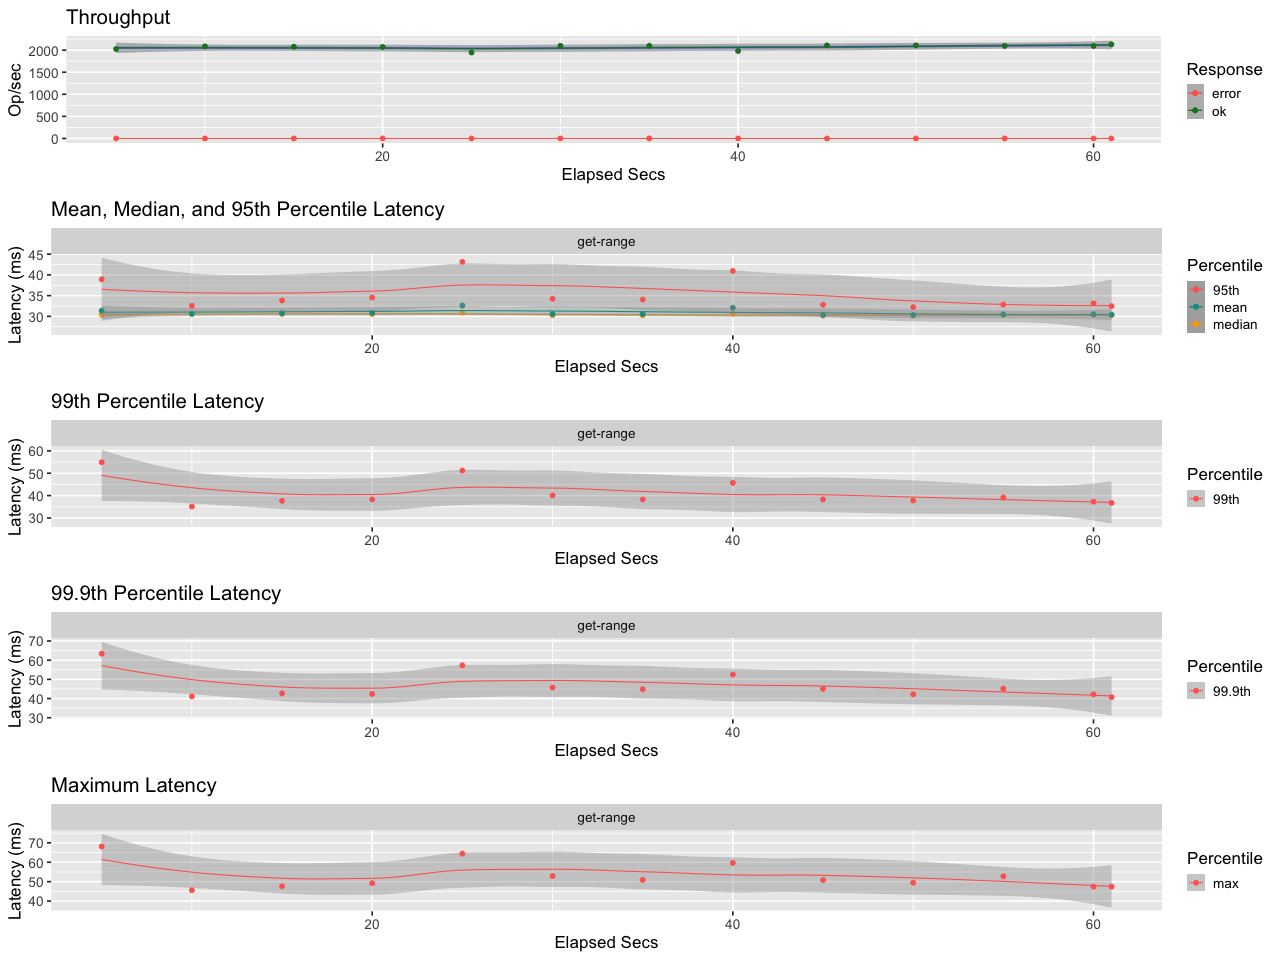 Throughput
Op/sec
2000
1500
1000
500
0
20
40
60
Elapsed Secs
Response
error
ok
Mean, Median, and 95th Percentile Latency
get-range
Latency (ms)
45
40
35
30
20
40
60
Elapsed Secs
Percentile
95th
mean
median
99th Percentile Latency
get-range
Latency (ms)
60
50
40
30
20
40
60
Elapsed Secs
Percentile
99th
99.9th Percentile Latency
get-range
Latency (ms)
70
60
50
40
30
20
40
60
Elapsed Secs
Percentile
99.9th
Maximum Latency
get-range
Latency (ms)
70
60
50
40
20
40
60
Elapsed Secs
Percentile
max